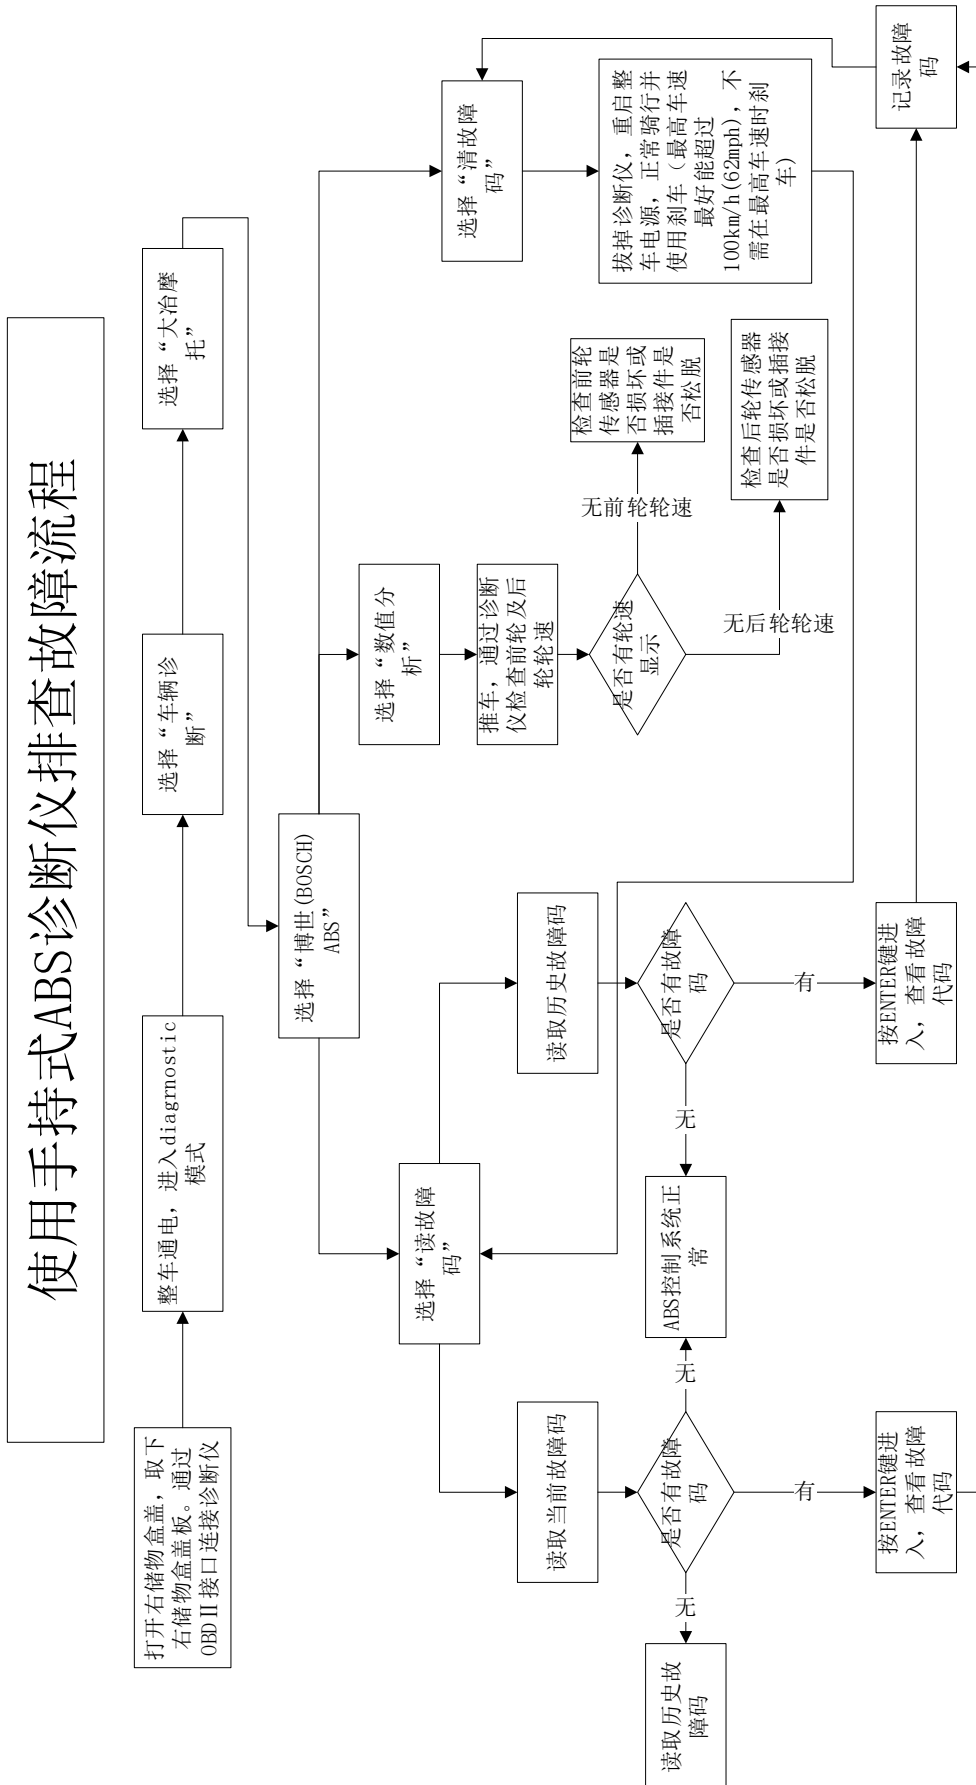 使用手持式ABS诊断仪排查故障流程
打开右储物盒盖，取下
右储物盒盖板。通过
OBDⅡ接口连接诊断仪
整车通电，进入diagrnostic
模式
选择“车辆诊
断”
选择“大冶摩
托”
选择“博世(BOSCH)
ABS”
选择“读故障
码”
选择“数值分
析”
选择“清故障
码”
读取当前故障码
读取历史故障码
推车，通过诊断
仪检查前轮及后
轮轮速
拔掉诊断仪，重启整
车电源，正常骑行并
使用刹车（最高车速
最好能超过
100km/h(62mph)，不
需在最高车速时刹
车）
是否有故障
码
是否有故障
码
是否有轮速
显示
无前轮轮速
检查前轮
传感器是
否损坏或
插接件是
否松脱
无后轮轮速
检查后轮传感器
是否损坏或插接
件是否松脱
无
读取历史故
障码
无
ABS控制系统正
常
无
有
按ENTER键进
入，查看故障
代码
有
按ENTER键进
入，查看故障
代码
记录故障
码